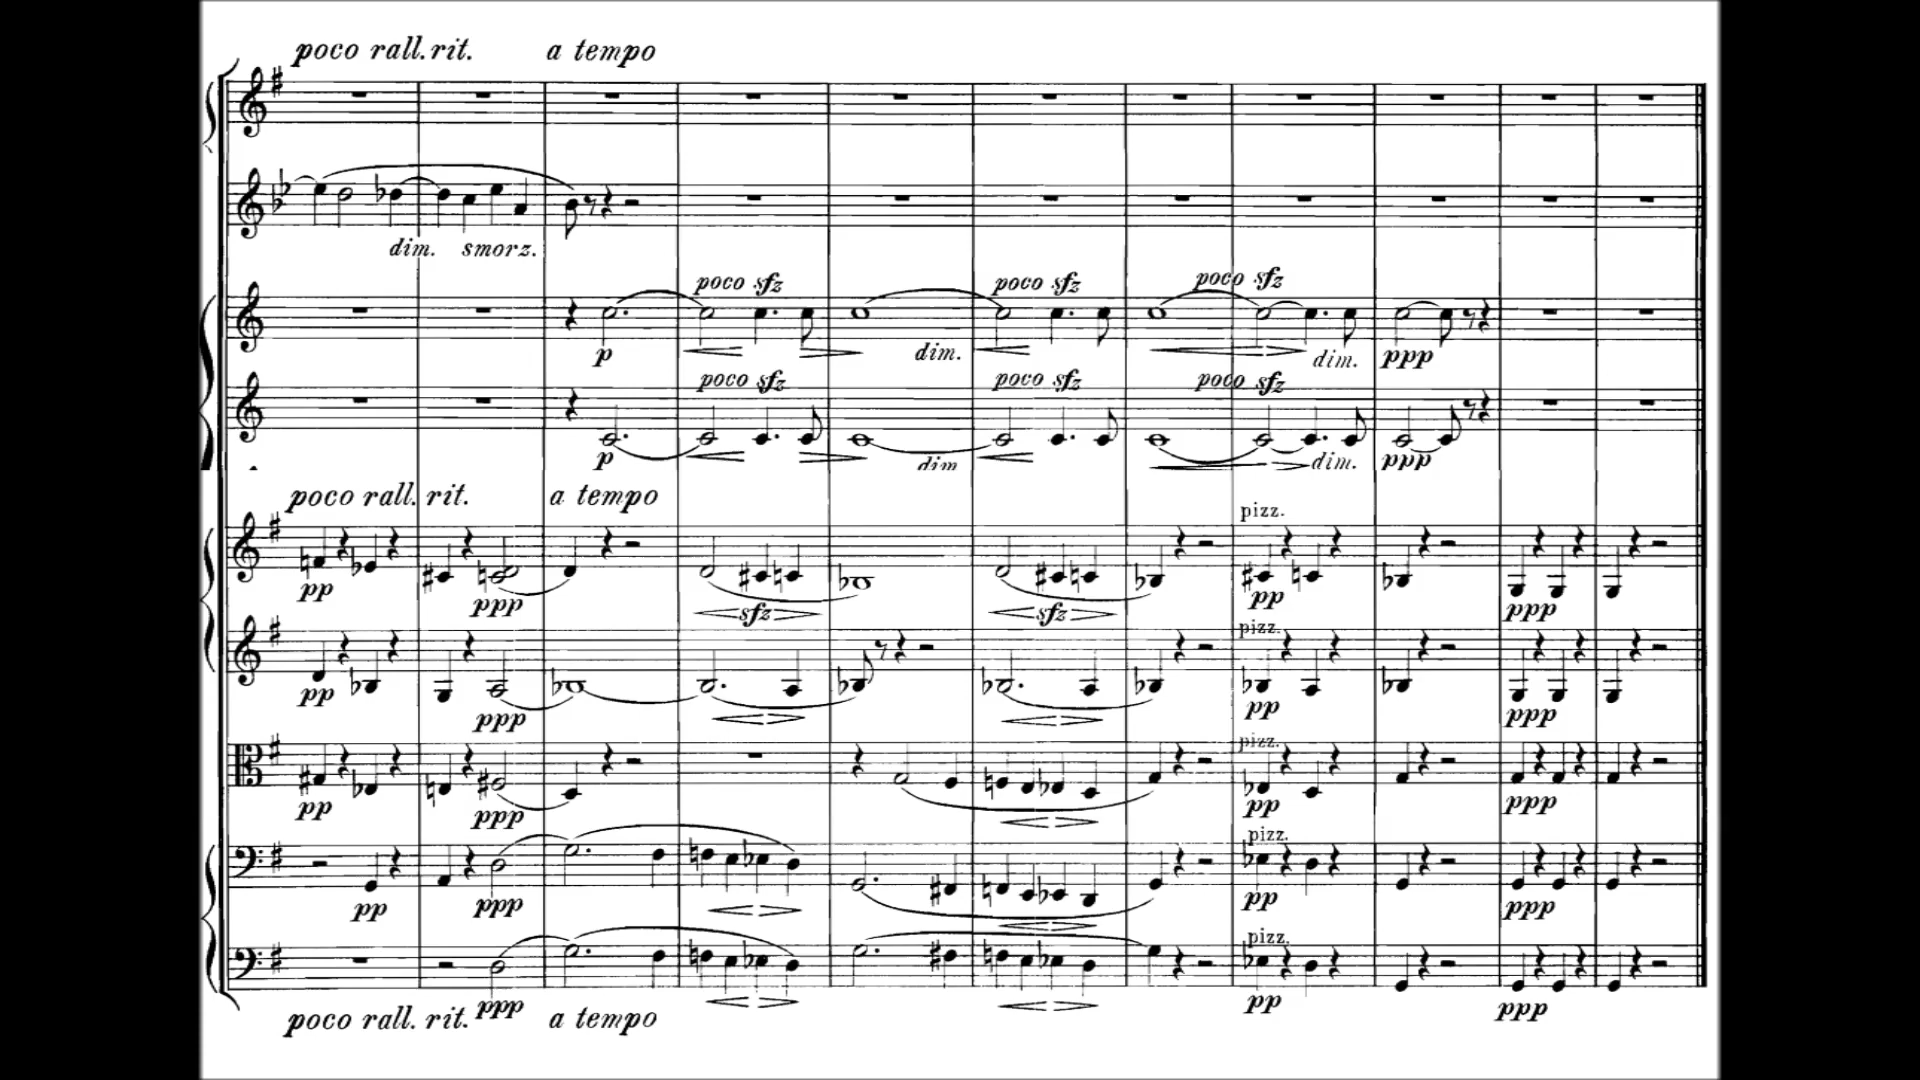 poco rall. rit. a tempo
dim. smorz.
poco sfz poco sfz poco sfz
p dim. dim. ppp
poco sfz poco sfz poco sfz
p dim dim. ppp
poco rall. rit. a tempo
pizz.
pp ppp sfz sfz pp ppp
pizz.
pp ppp pp ppp
pizz.
pp ppp pp ppp
pizz.
pp ppp pp ppp
pizz.
ppp pp ppp
poco rall. rit. a tempo